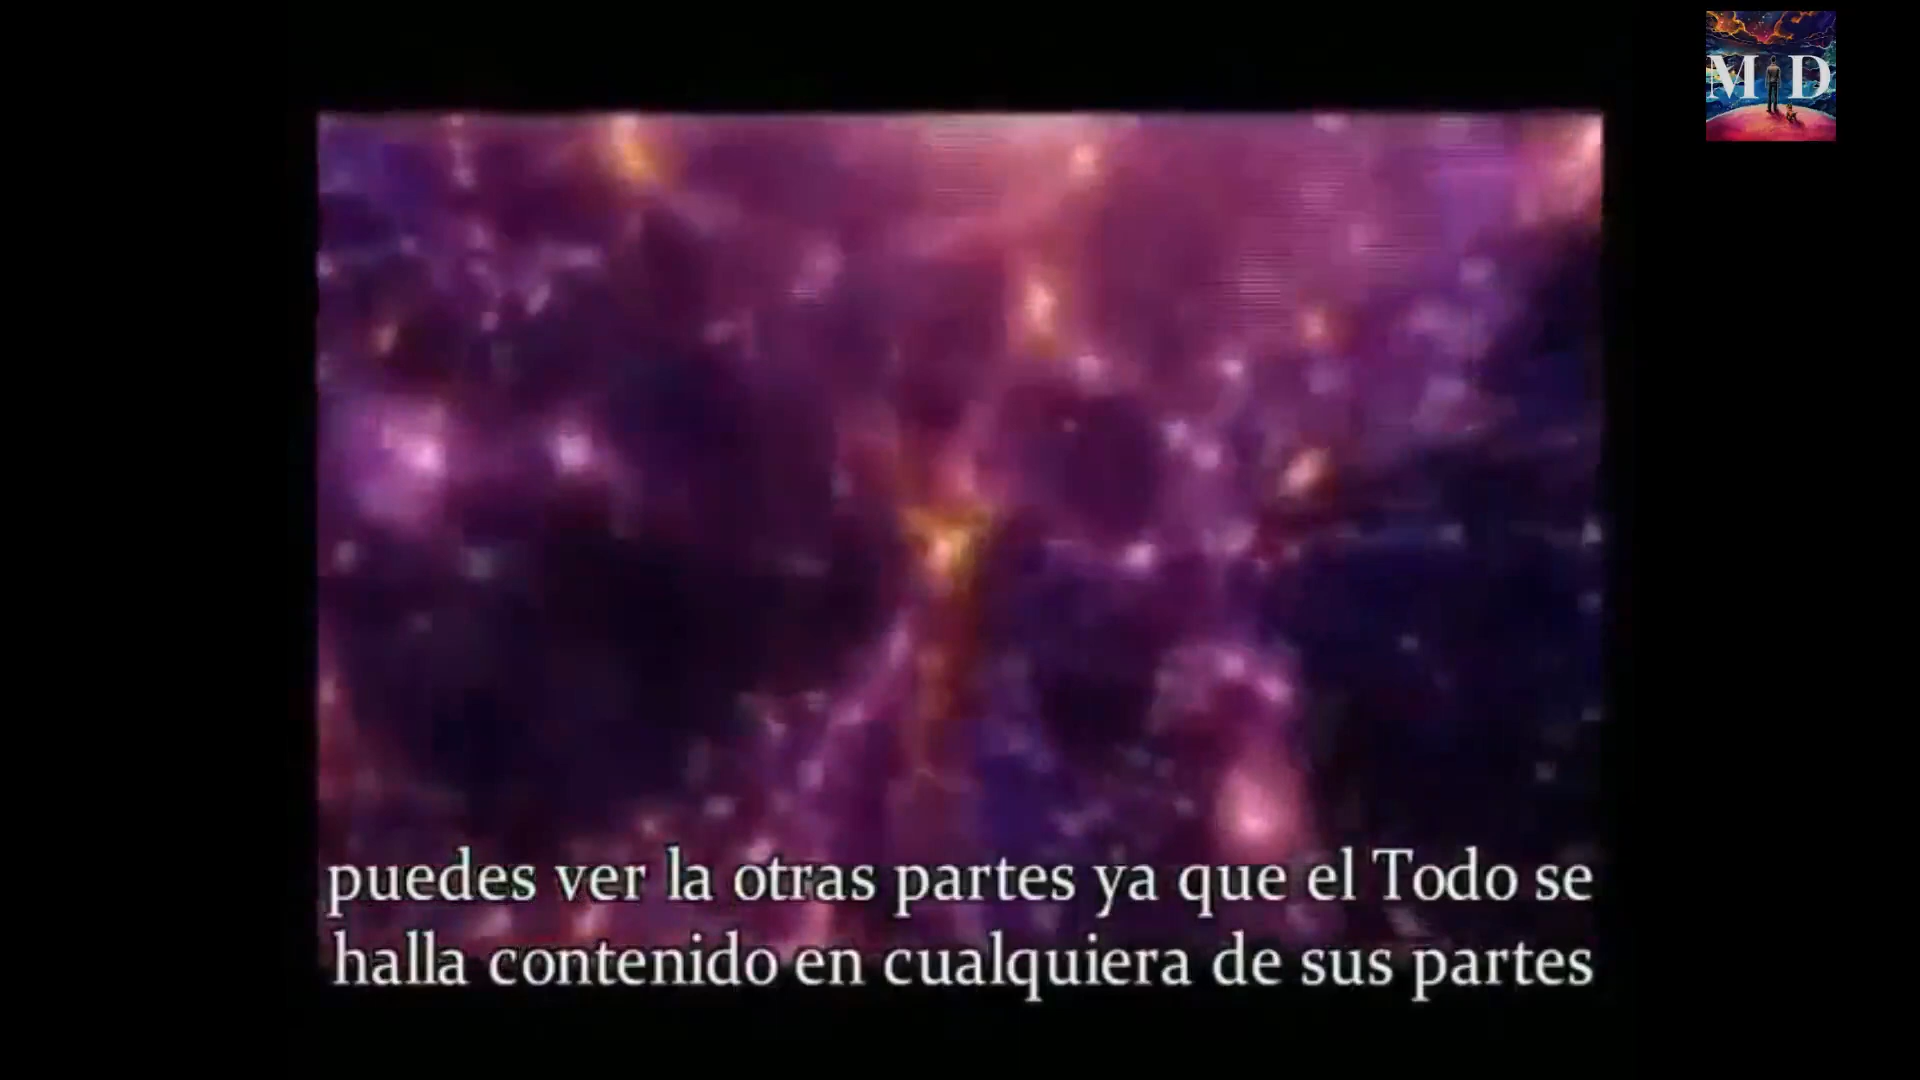 M D
puedes ver la otras partes ya que el Todo se
halla contenido en cualquiera de sus partes